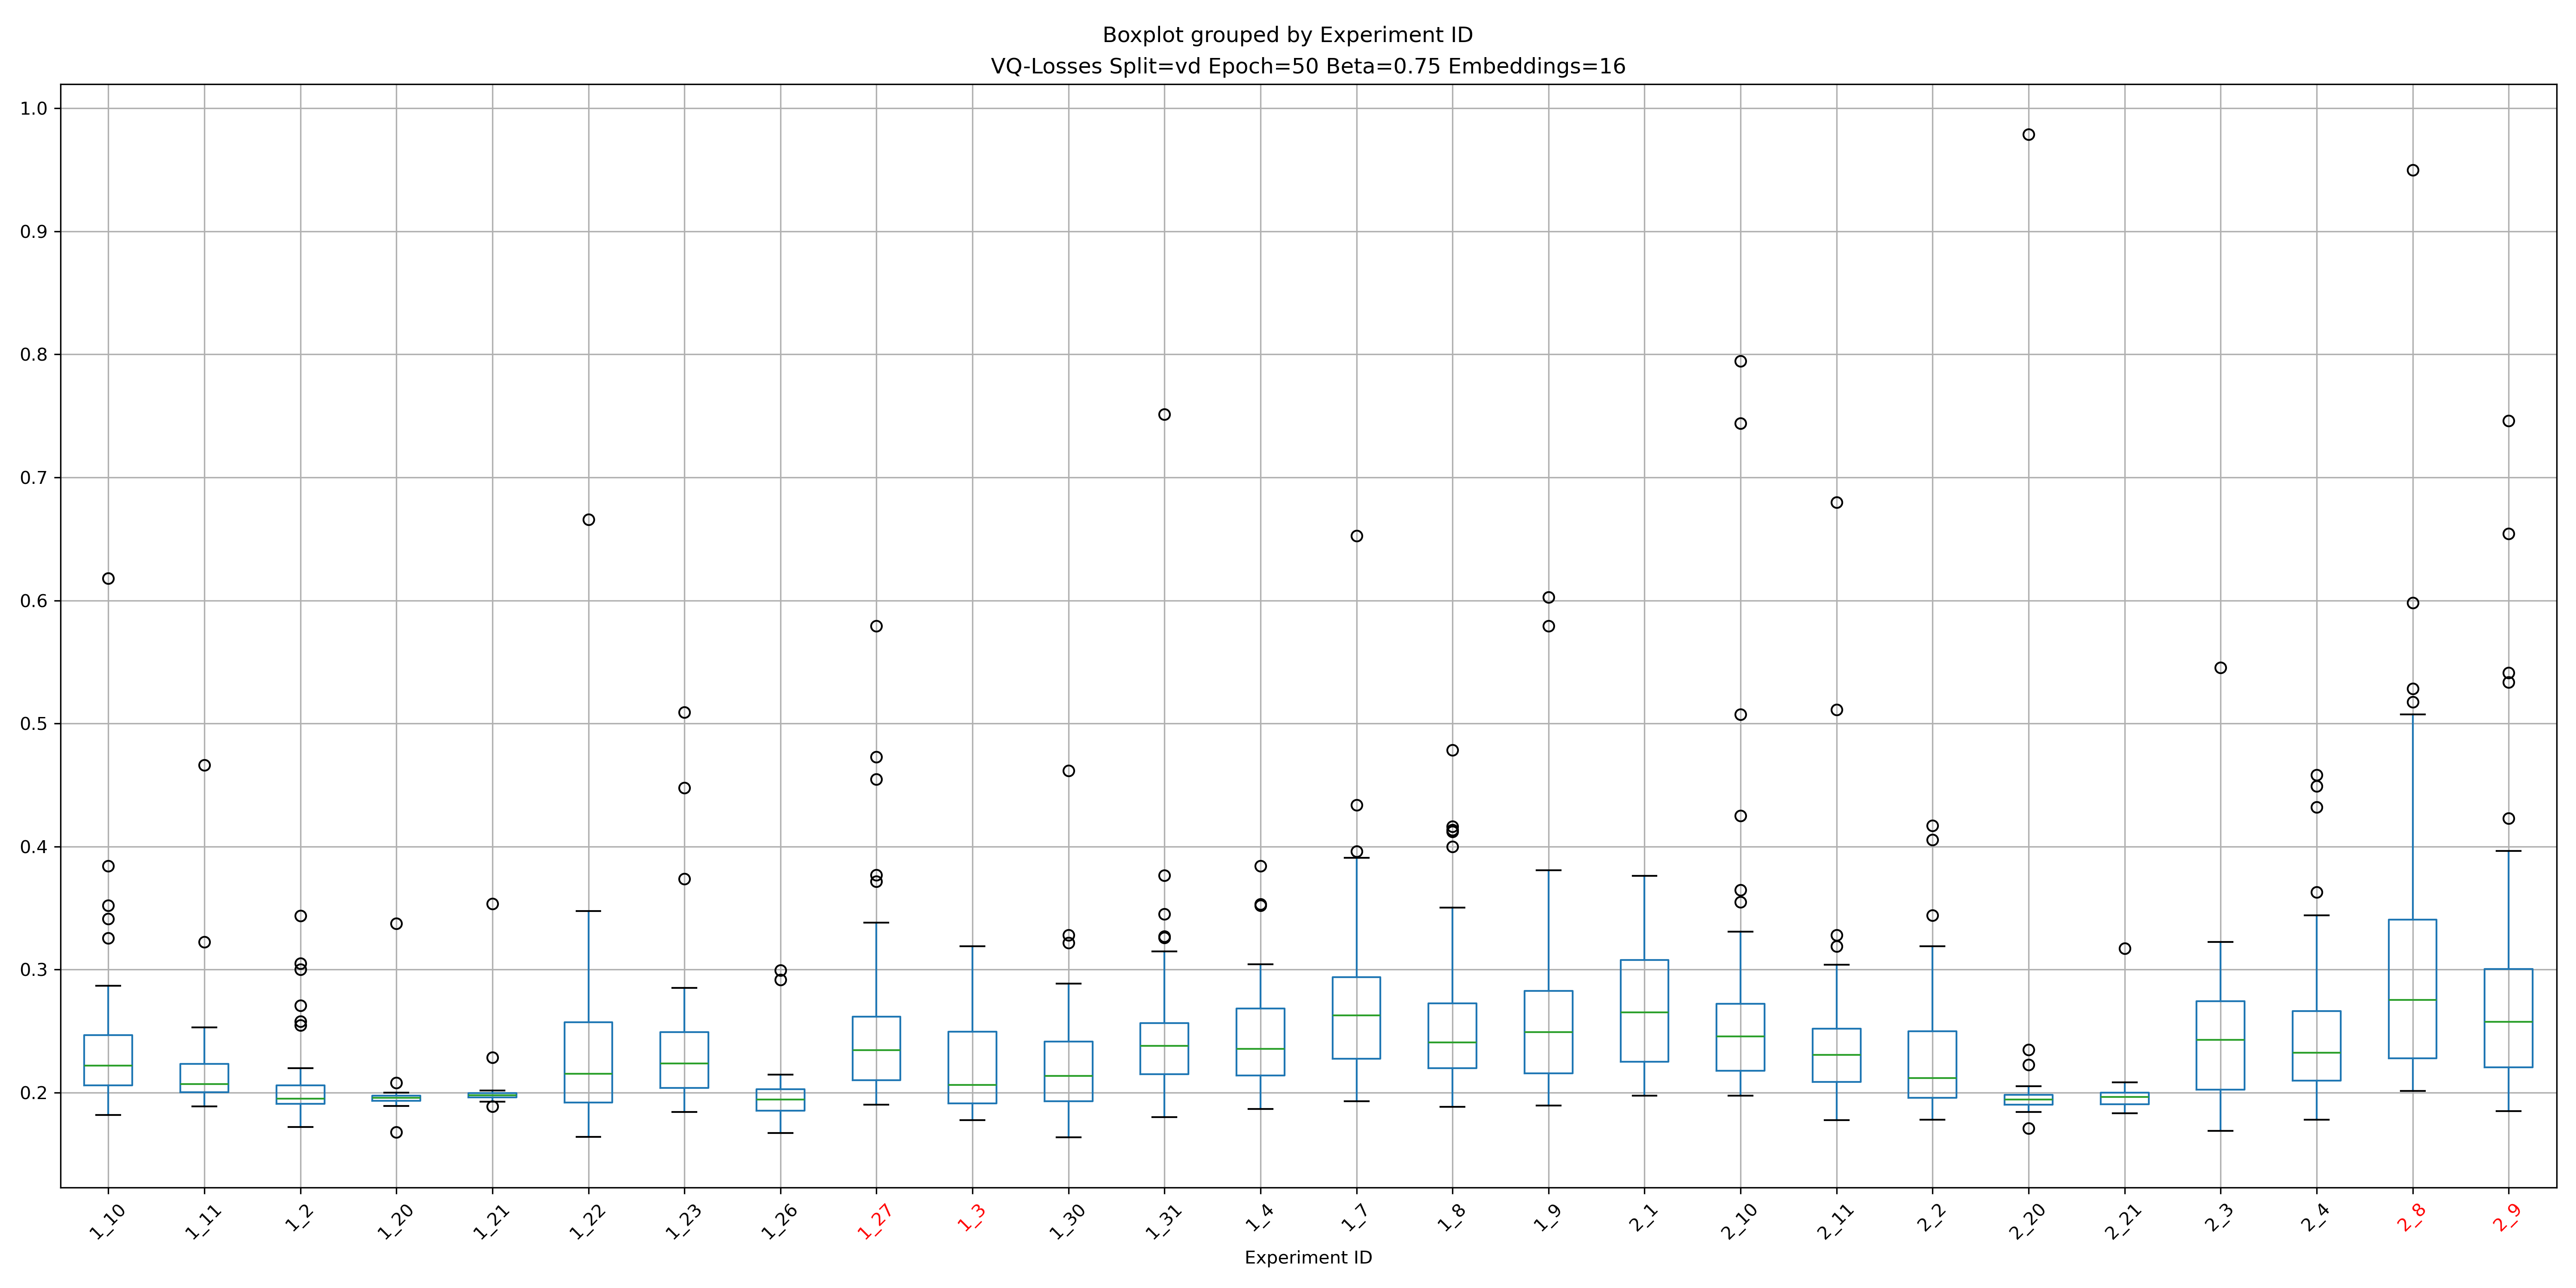 Boxplot grouped by Experiment ID
VQ-Losses Split=vd Epoch=50 Beta=0.75 Embeddings=16
1.0
0.9
0.8
0.7
0.6
0.5
0.4
0.3
0.2
1_10 1_11 1_2 1_20 1_21 1_22 1_23 1_26 1_27 1_3 1_30 1_31 1_4 1_7 1_8 1_9 2_1 2_10 2_11 2_2 2_20 2_21 2_3 2_4 2_8 2_9
Experiment ID